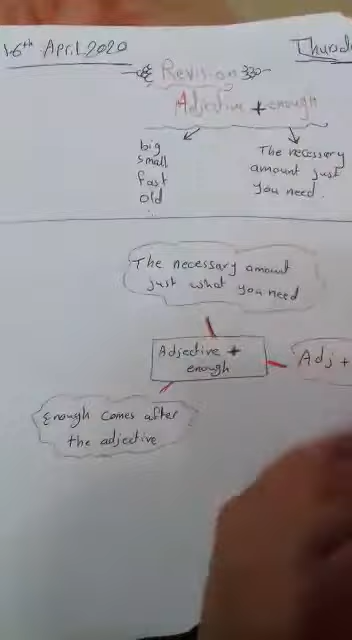 16th April 2020
Thursd
Revision
Adjective + enough
big
small
fast
old
The necessary
amount just
you need.
The necessary amount
just what you need
Adjective +
enough
Adj +
Enough comes after
the adjective